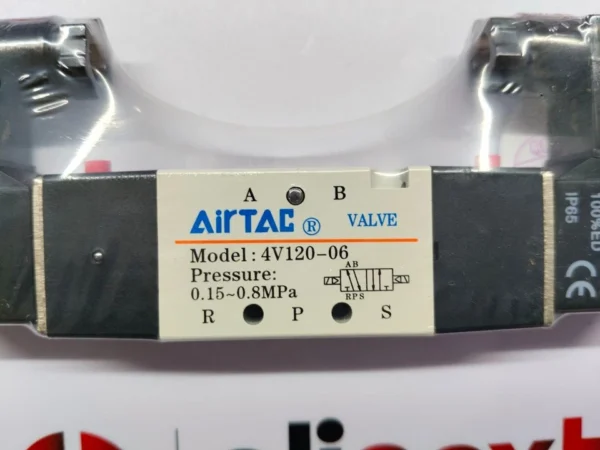 A B
AirTAC ® VALVE
Model: 4V120-06
Pressure:
0.15~0.8MPa
A B
R P S
R P S
100%ED
IP65
CE